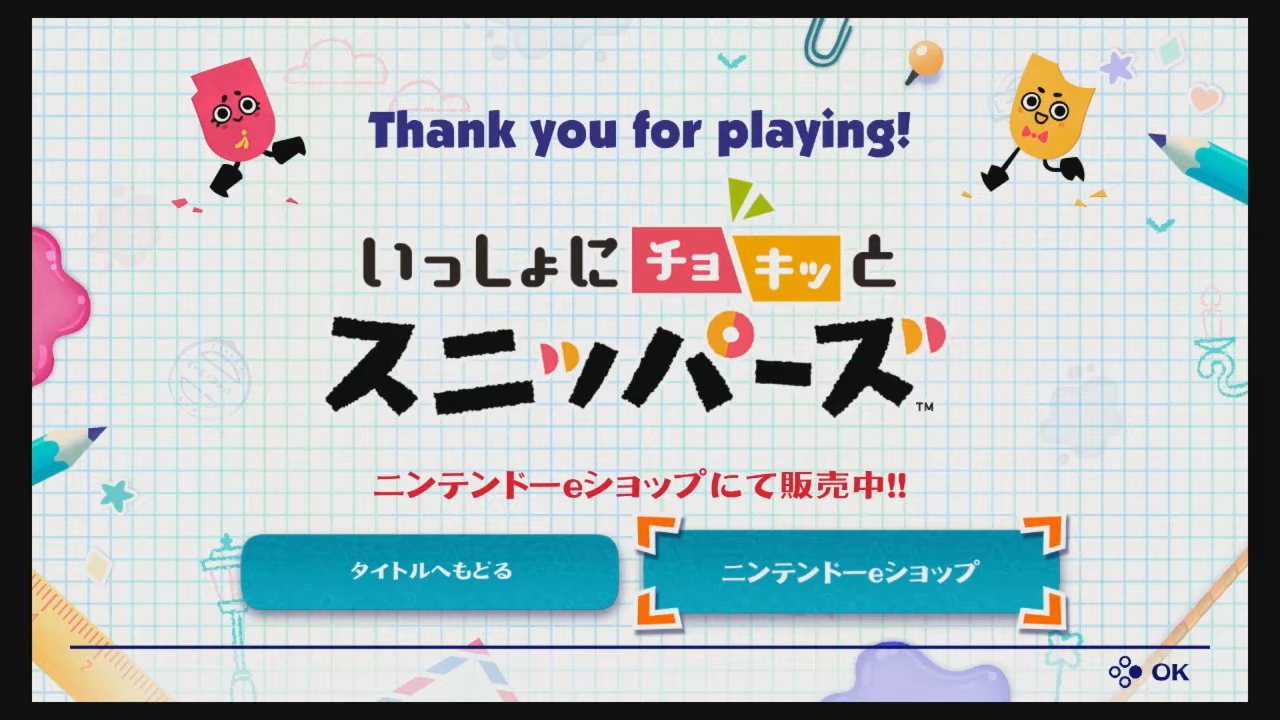 Thank you for playing!
いっしょにチョキッと
スニッパーズ™
ニンテンドーeショップにて販売中!!
タイトルへもどる
ニンテンドーeショップ
OK